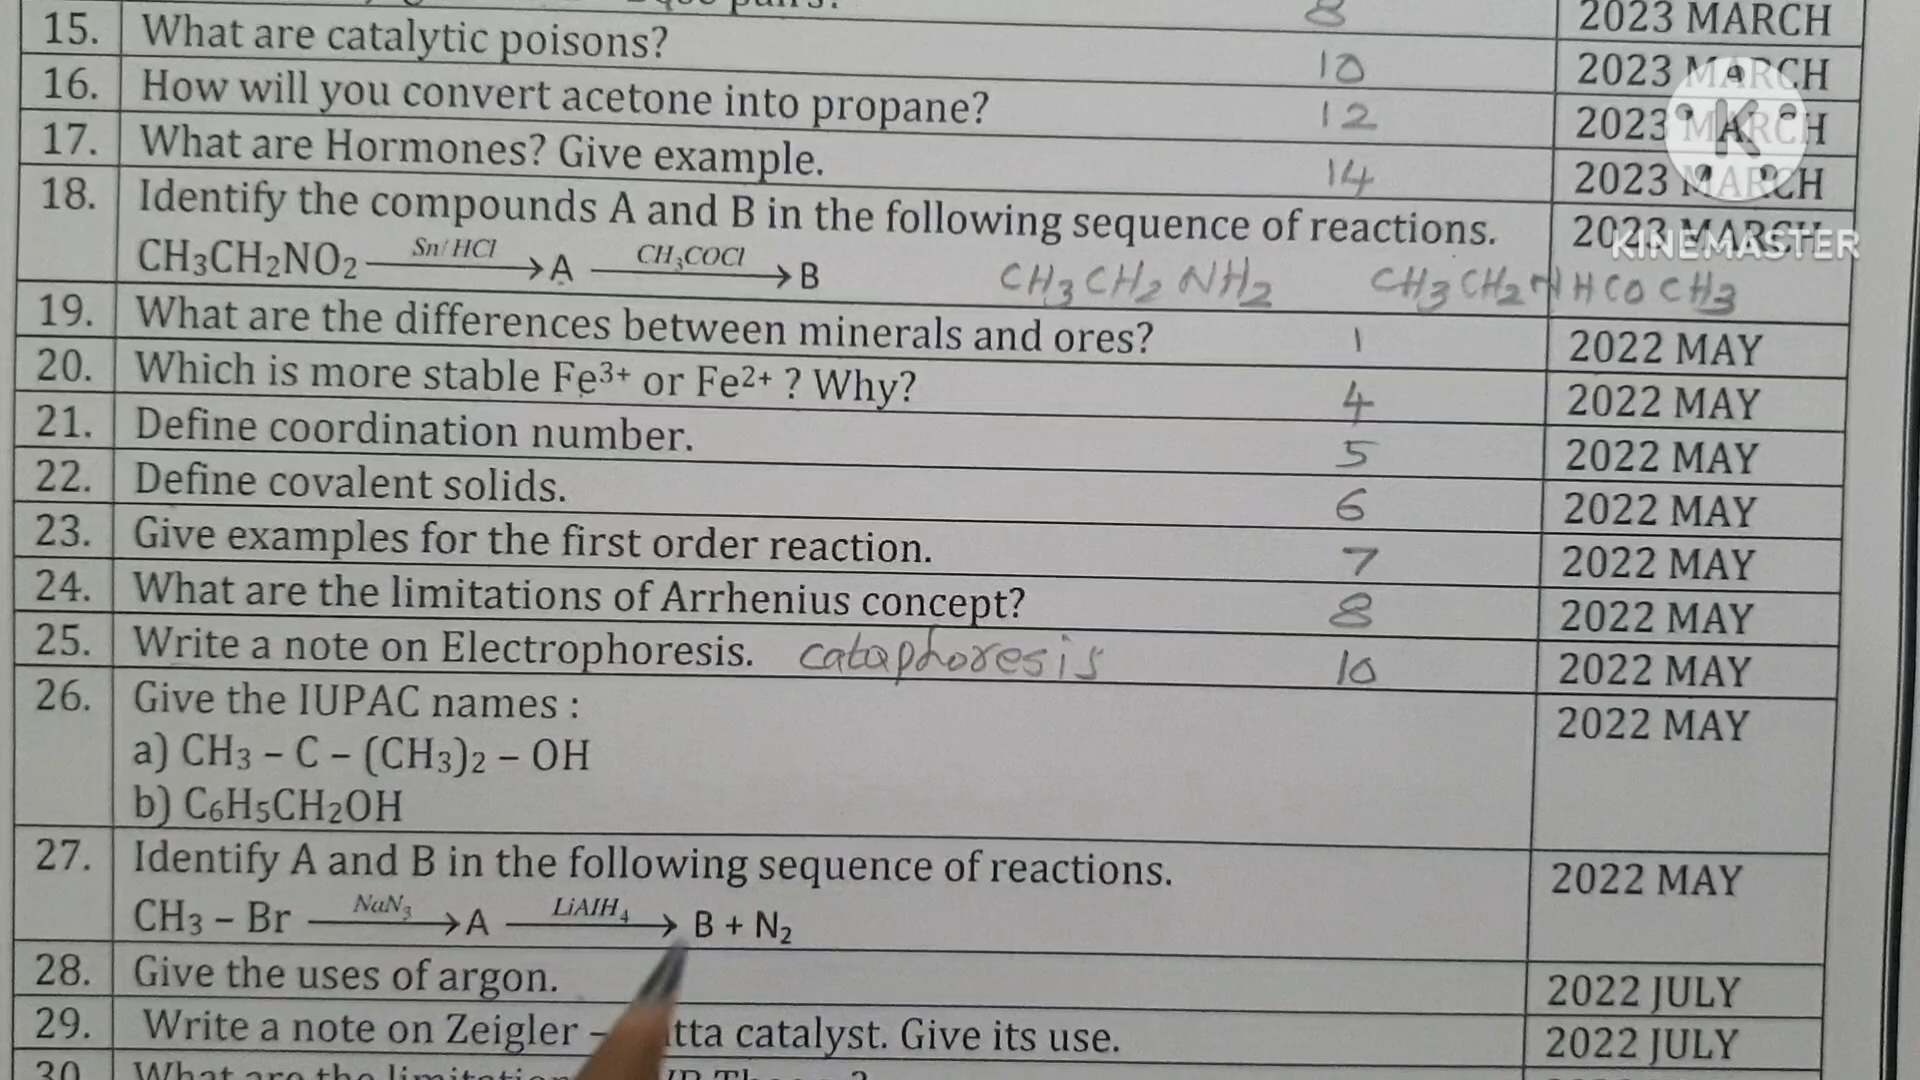 8 2023 MARCH
15. What are catalytic poisons? 10 2023 MARCH
16. How will you convert acetone into propane? 12 2023 MARCH
17. What are Hormones? Give example. 14 2023 MARCH
18. Identify the compounds A and B in the following sequence of reactions. 2023 MARCH
KINEMASTER
CH3CH2NO2 Sn/HCl → A CH3COCl → B CH3CH2NH2 CH3CH2NHCOCH3
19. What are the differences between minerals and ores? 1 2022 MAY
20. Which is more stable Fe3+ or Fe2+ ? Why? 4 2022 MAY
21. Define coordination number. 5 2022 MAY
22. Define covalent solids. 6 2022 MAY
23. Give examples for the first order reaction. 7 2022 MAY
24. What are the limitations of Arrhenius concept? 8 2022 MAY
25. Write a note on Electrophoresis. cataphoresis 10 2022 MAY
26. Give the IUPAC names : 2022 MAY
a) CH3 – C – (CH3)2 – OH
b) C6H5CH2OH
27. Identify A and B in the following sequence of reactions. 2022 MAY
CH3 – Br NaN3 → A LiAlH4 → B + N2
28. Give the uses of argon. 2022 JULY
29. Write a note on Zeigler – tta catalyst. Give its use. 2022 JULY
30. What are the